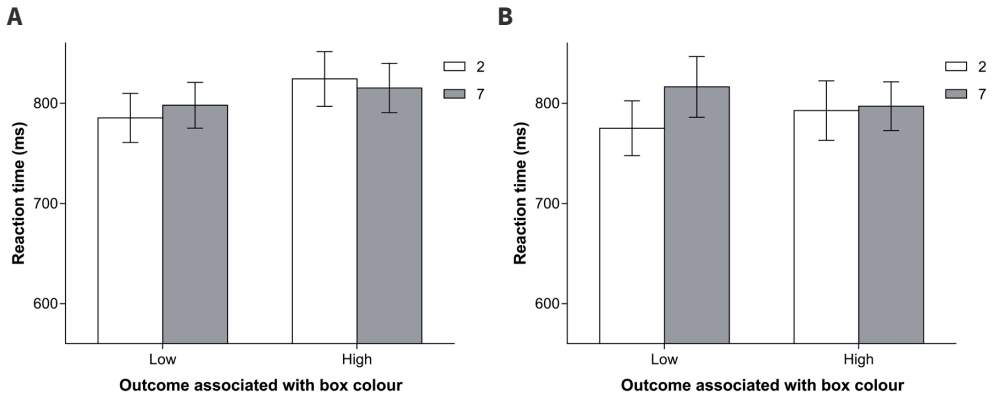 A
Reaction time (ms)
800
700
600
Low
High
Outcome associated with box colour
2
7
B
Reaction time (ms)
800
700
600
Low
High
Outcome associated with box colour
2
7